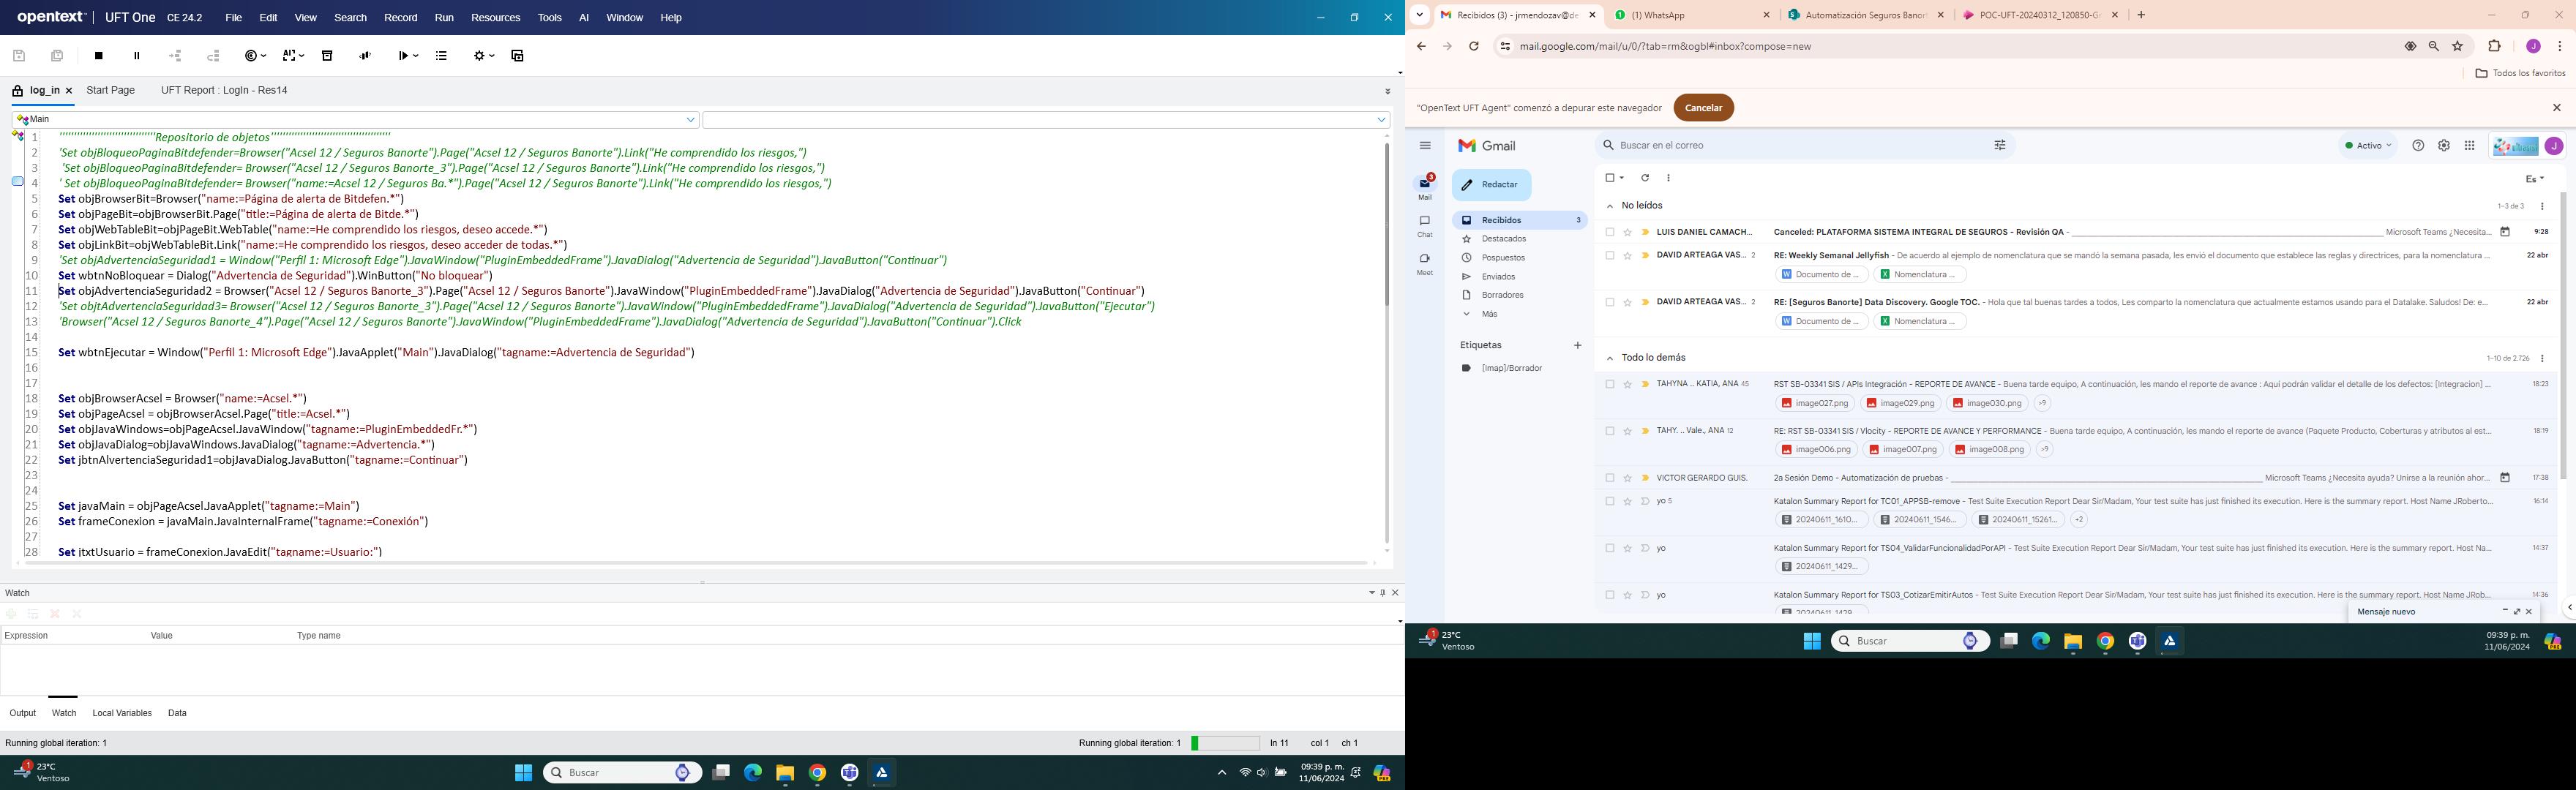 opentext | UFT One CE 24.2 File Edit View Search Record Run Resources Tools AI Window Help
log_in × Start Page UFT Report : LogIn - Res14
Main
1 '''''''''''''''''''''''''''''''''Repositorio de objetos'''''''''''''''''''''''''''''''''''''''''
2 'Set objBloqueoPaginaBitdefender=Browser("Acsel 12 / Seguros Banorte").Page("Acsel 12 / Seguros Banorte").Link("He comprendido los riesgos,")
3 'Set objBloqueoPaginaBitdefender= Browser("Acsel 12 / Seguros Banorte_3").Page("Acsel 12 / Seguros Banorte").Link("He comprendido los riesgos,")
4 ' Set objBloqueoPaginaBitdefender= Browser("name:=Acsel 12 / Seguros Ba.*").Page("Acsel 12 / Seguros Banorte").Link("He comprendido los riesgos,")
5 Set objBrowserBit=Browser("name:=Página de alerta de Bitdefen.*")
6 Set objPageBit=objBrowserBit.Page("title:=Página de alerta de Bitde.*")
7 Set objWebTableBit=objPageBit.WebTable("name:=He comprendido los riesgos, deseo accede.*")
8 Set objLinkBit=objWebTableBit.Link("name:=He comprendido los riesgos, deseo acceder de todas.*")
9 'Set objAdvertenciaSeguridad1 = Window("Perfil 1: Microsoft Edge").JavaWindow("PluginEmbeddedFrame").JavaDialog("Advertencia de Seguridad").JavaButton("Continuar")
10 Set wbtnNoBloquear = Dialog("Advertencia de Seguridad").WinButton("No bloquear")
11 Set objAdvertenciaSeguridad2 = Browser("Acsel 12 / Seguros Banorte_3").Page("Acsel 12 / Seguros Banorte").JavaWindow("PluginEmbeddedFrame").JavaDialog("Advertencia de Seguridad").JavaButton("Continuar")
12 'Set objtAdvertenciaSeguridad3= Browser("Acsel 12 / Seguros Banorte_3").Page("Acsel 12 / Seguros Banorte").JavaWindow("PluginEmbeddedFrame").JavaDialog("Advertencia de Seguridad").JavaButton("Ejecutar")
13 'Browser("Acsel 12 / Seguros Banorte_4").Page("Acsel 12 / Seguros Banorte").JavaWindow("PluginEmbeddedFrame").JavaDialog("Advertencia de Seguridad").JavaButton("Continuar").Click
14
15 Set wbtnEjecutar = Window("Perfil 1: Microsoft Edge").JavaApplet("Main").JavaDialog("tagname:=Advertencia de Seguridad")
16
17
18 Set objBrowserAcsel = Browser("name:=Acsel.*")
19 Set objPageAcsel = objBrowserAcsel.Page("title:=Acsel.*")
20 Set objJavaWindows=objPageAcsel.JavaWindow("tagname:=PluginEmbeddedFr.*")
21 Set objJavaDialog=objJavaWindows.JavaDialog("tagname:=Advertencia.*")
22 Set jbtnAlvertenciaSeguridad1=objJavaDialog.JavaButton("tagname:=Continuar")
23
24
25 Set javaMain = objPageAcsel.JavaApplet("tagname:=Main")
26 Set frameConexion = javaMain.JavaInternalFrame("tagname:=Conexión")
27
28 Set jtxtUsuario = frameConexion.JavaEdit("tagname:=Usuario:")
Watch
Expression Value Type name
Output Watch Local Variables Data
Running global iteration: 1 Running global iteration: 1 ln 11 col 1 ch 1
1 23°C
Ventoso
Buscar
09:39 p. m.
11/06/2024
Recibidos (3) - jrmendozav@de (1) WhatsApp Automatización Seguros Banort POC-UFT-20240312_120850-G
mail.google.com/mail/u/0/?tab=rm&ogbl#inbox?compose=new J
Todos los favoritos
"OpenText UFT Agent" comenzó a depurar este navegador Cancelar
Gmail Buscar en el correo Activo J
3
Mail
Chat
Meet
Redactar
Recibidos 3
Destacados
Pospuestos
Enviados
Borradores
Más
Etiquetas +
[Imap]/Borrador
Es
No leídos 1–3 de 3
LUIS DANIEL CAMACH... Canceled: PLATAFORMA SISTEMA INTEGRAL DE SEGUROS - Revisión QA - Microsoft Teams ¿Necesita... 9:28
DAVID ARTEAGA VAS... 2 RE: Weekly Semanal Jellyfish - De acuerdo al ejemplo de nomenclatura que se mandó la semana pasada, les envió el documento que establece las reglas y directrices, para la nomenclatura ... 22 abr
Documento de ... Nomenclatura ...
DAVID ARTEAGA VAS... 2 RE: [Seguros Banorte] Data Discovery. Google TOC. - Hola que tal buenas tardes a todos, Les comparto la nomenclatura que actualmente estamos usando para el Datalake. Saludos! De: e... 22 abr
Documento de ... Nomenclatura ...
Todo lo demás 1–10 de 2.726
TAHYNA .. KATIA, ANA 45 RST SB-03341 SIS / APIs Integración - REPORTE DE AVANCE - Buena tarde equipo, A continuación, les mando el reporte de avance : Aquí podrán validar el detalle de los defectos: [Integracion] ... 18:23
image027.png image029.png image030.png +9
TAHY. .. Vale., ANA 12 RE: RST SB-03341 SIS / Vlocity - REPORTE DE AVANCE Y PERFORMANCE - Buena tarde equipo, A continuación, les mando el reporte de avance (Paquete Producto, Coberturas y atributos al est... 18:19
image006.png image007.png image008.png +9
VICTOR GERARDO GUIS. 2a Sesión Demo - Automatización de pruebas - Microsoft Teams ¿Necesita ayuda? Unirse a la reunión ahor... 17:38
yo 5 Katalon Summary Report for TC01_APPSB-remove - Test Suite Execution Report Dear Sir/Madam, Your test suite has just finished its execution. Here is the summary report. Host Name JRoberto... 16:14
20240611_1610... 20240611_1546... 20240611_15261... +2
yo Katalon Summary Report for TS04_ValidarFuncionalidadPorAPI - Test Suite Execution Report Dear Sir/Madam, Your test suite has just finished its execution. Here is the summary report. Host Na... 14:37
20240611_1429...
yo Katalon Summary Report for TS03_CotizarEmitirAutos - Test Suite Execution Report Dear Sir/Madam, Your test suite has just finished its execution. Here is the summary report. Host Name JRob... 14:36
20240611_1429...
Mensaje nuevo
1 23°C
Ventoso
Buscar
09:39 p. m.
11/06/2024